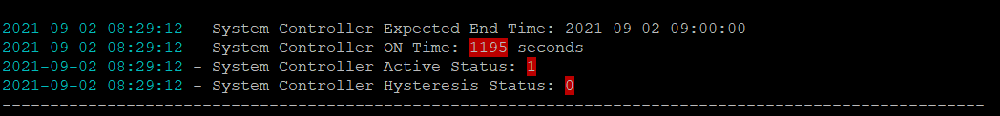 --------------------------------------------------------------------------------------------------------
2021-09-02 08:29:12 - System Controller Expected End Time: 2021-09-02 09:00:00
2021-09-02 08:29:12 - System Controller ON Time: 1195 seconds
2021-09-02 08:29:12 - System Controller Active Status: 1
2021-09-02 08:29:12 - System Controller Hysteresis Status: 0
--------------------------------------------------------------------------------------------------------